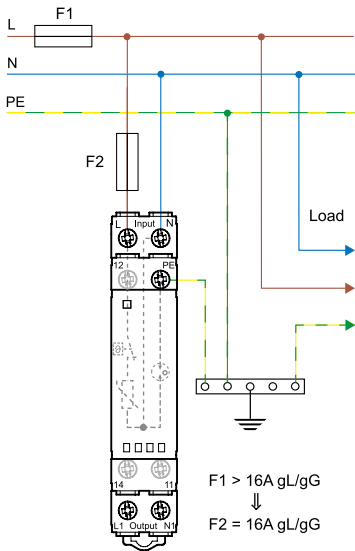 F1
L
N
PE
F2
L Input N
Load
12 PE
14 11
F1 > 16A gL/gG
⇓
F2 = 16A gL/gG
L1 Output N1